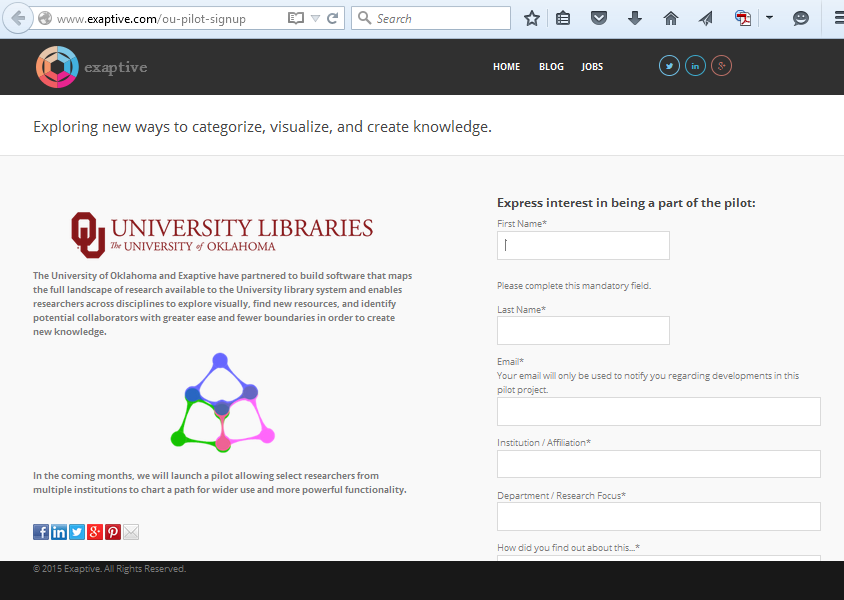 www.exaptive.com/ou-pilot-signup
Search
exaptive
HOME BLOG JOBS
Exploring new ways to categorize, visualize, and create knowledge.
OU UNIVERSITY LIBRARIES
The UNIVERSITY of OKLAHOMA
The University of Oklahoma and Exaptive have partnered to build software that maps
the full landscape of research available to the University library system and enables
researchers across disciplines to explore visually, find new resources, and identify
potential collaborators with greater ease and fewer boundaries in order to create
new knowledge.
In the coming months, we will launch a pilot allowing select researchers from
multiple institutions to chart a path for wider use and more powerful functionality.
Express interest in being a part of the pilot:
First Name*
Please complete this mandatory field.
Last Name*
Email*
Your email will only be used to notify you regarding developments in this
pilot project.
Institution / Affiliation*
Department / Research Focus*
How did you find out about this...*
© 2015 Exaptive. All Rights Reserved.